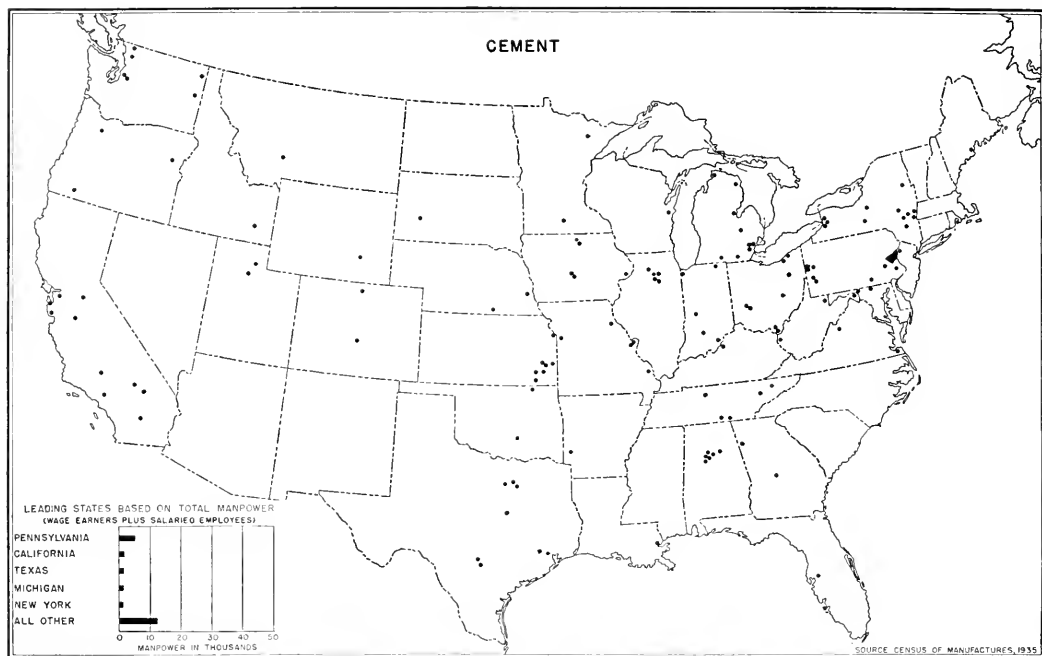 CEMENT
LEADING STATES BASED ON TOTAL MANPOWER
(WAGE EARNERS PLUS SALARIED EMPLOYEES)
PENNSYLVANIA
CALIFORNIA
TEXAS
MICHIGAN
NEW YORK
ALL OTHER
0 10 20 30 40 50
MANPOWER IN THOUSANDS
SOURCE CENSUS OF MANUFACTURES, 1935